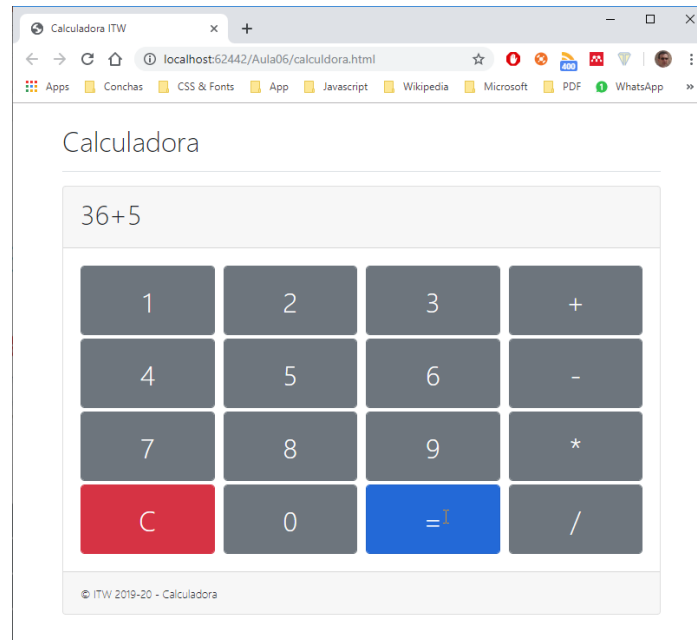 Calculadora ITW
localhost:62442/Aula06/calculdora.html
400
Apps Conchas CSS & Fonts App Javascript Wikipedia Microsoft PDF 1 WhatsApp »
Calculadora
36+5
1 2 3 +
4 5 6 -
7 8 9 *
C 0 = /
© ITW 2019-20 - Calculadora